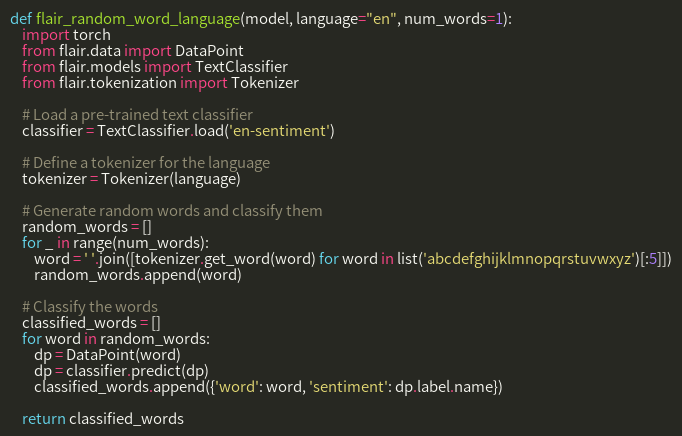 def flair_random_word_language(model, language="en", num_words=1):
import torch
from flair.data import DataPoint
from flair.models import TextClassifier
from flair.tokenization import Tokenizer
# Load a pre-trained text classifier
classifier = TextClassifier.load('en-sentiment')
# Define a tokenizer for the language
tokenizer = Tokenizer(language)
# Generate random words and classify them
random_words = []
for _ in range(num_words):
word = ' '.join([tokenizer.get_word(word) for word in list('abcdefghijklmnopqrstuvwxyz')[:5]])
random_words.append(word)
# Classify the words
classified_words = []
for word in random_words:
dp = DataPoint(word)
dp = classifier.predict(dp)
classified_words.append({'word': word, 'sentiment': dp.label.name})
return classified_words